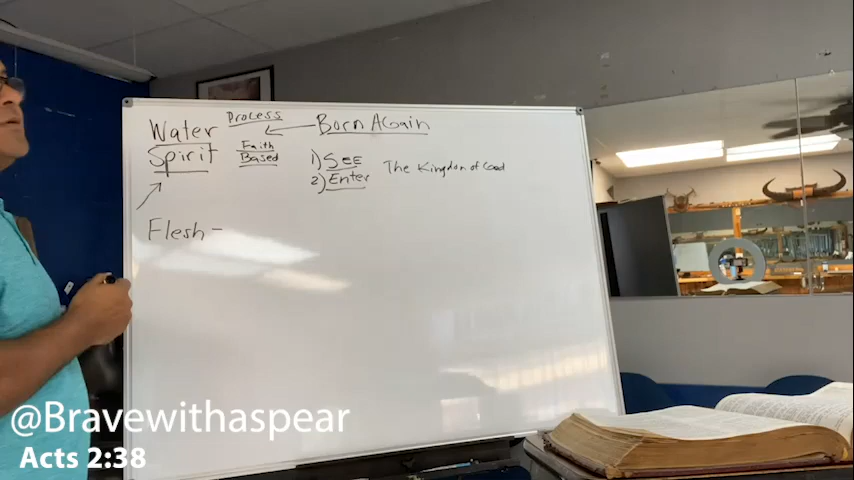 Process
Water
Born Again
Spirit
Faith
Based
1) SEE
2) Enter
The Kingdom of God
Flesh -
@Bravewithaspear
Acts 2:38